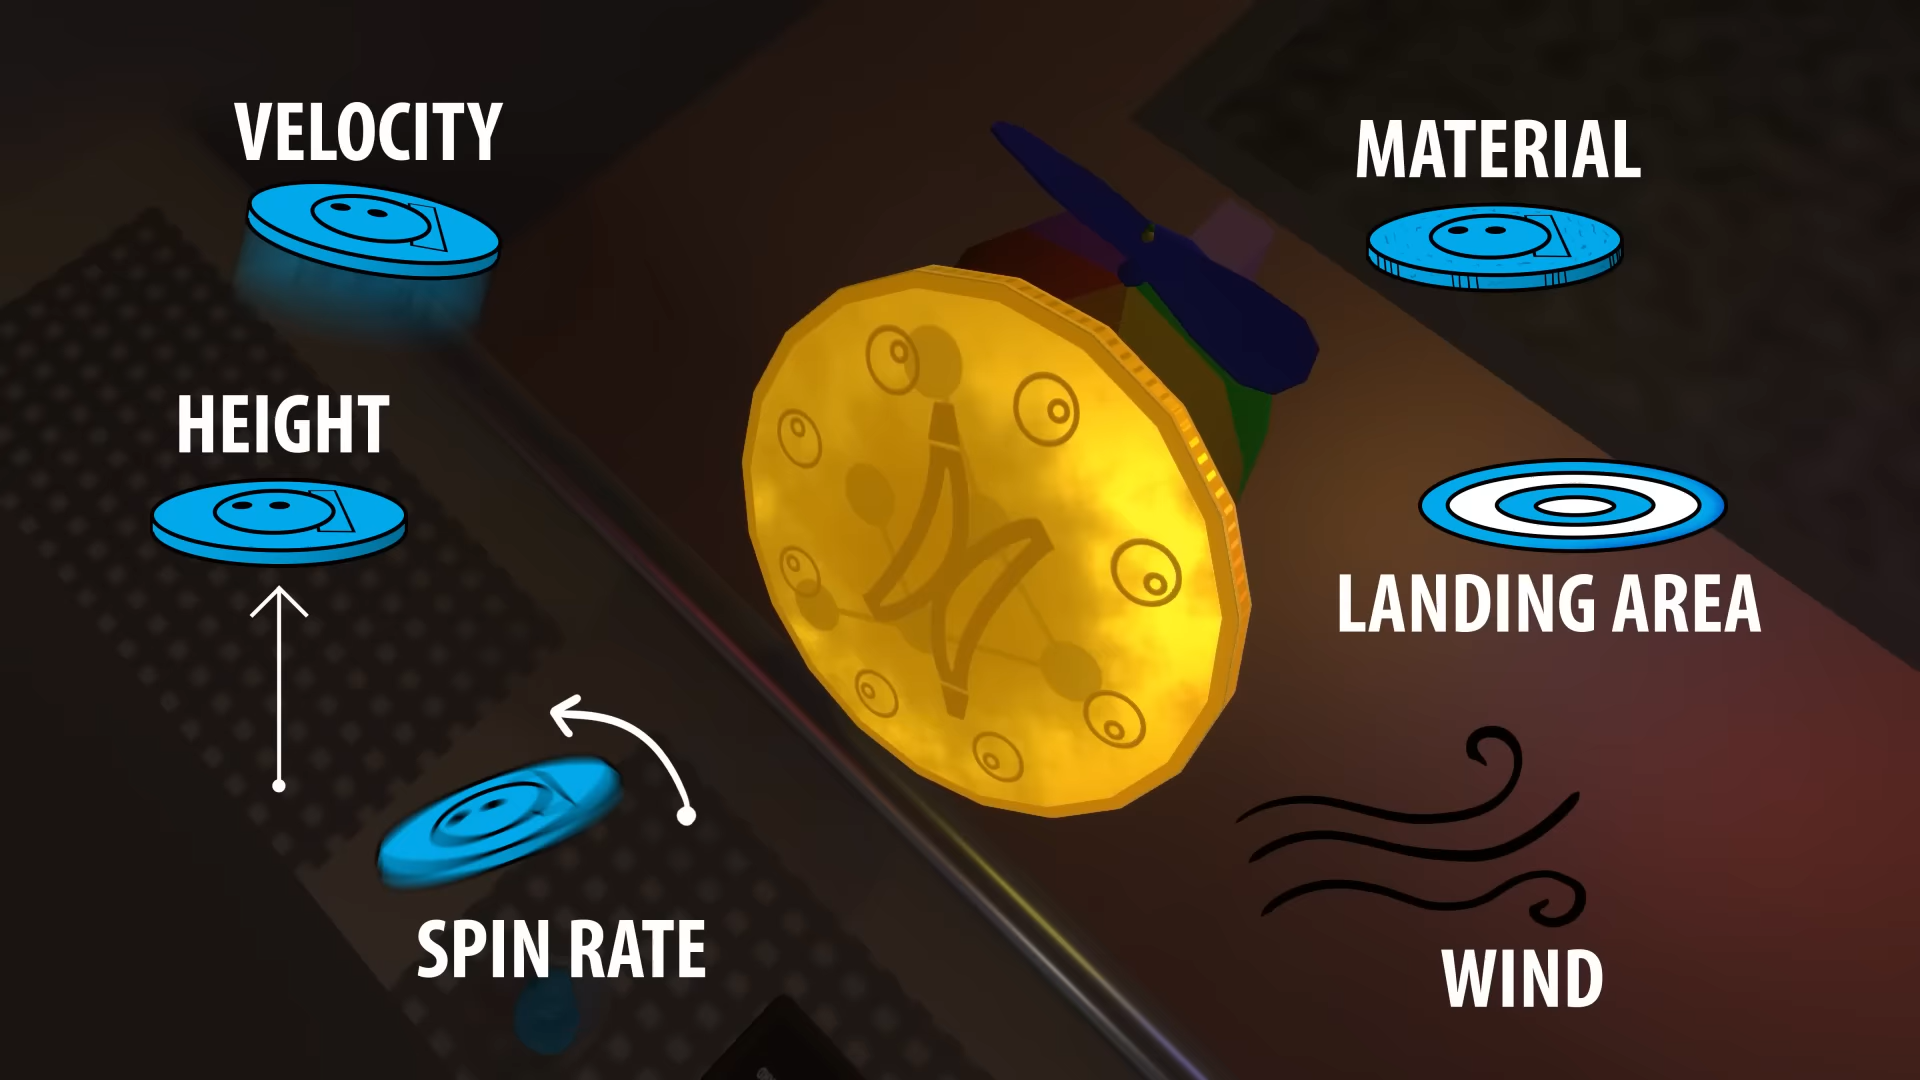 VELOCITY
MATERIAL
HEIGHT
LANDING AREA
SPIN RATE
WIND